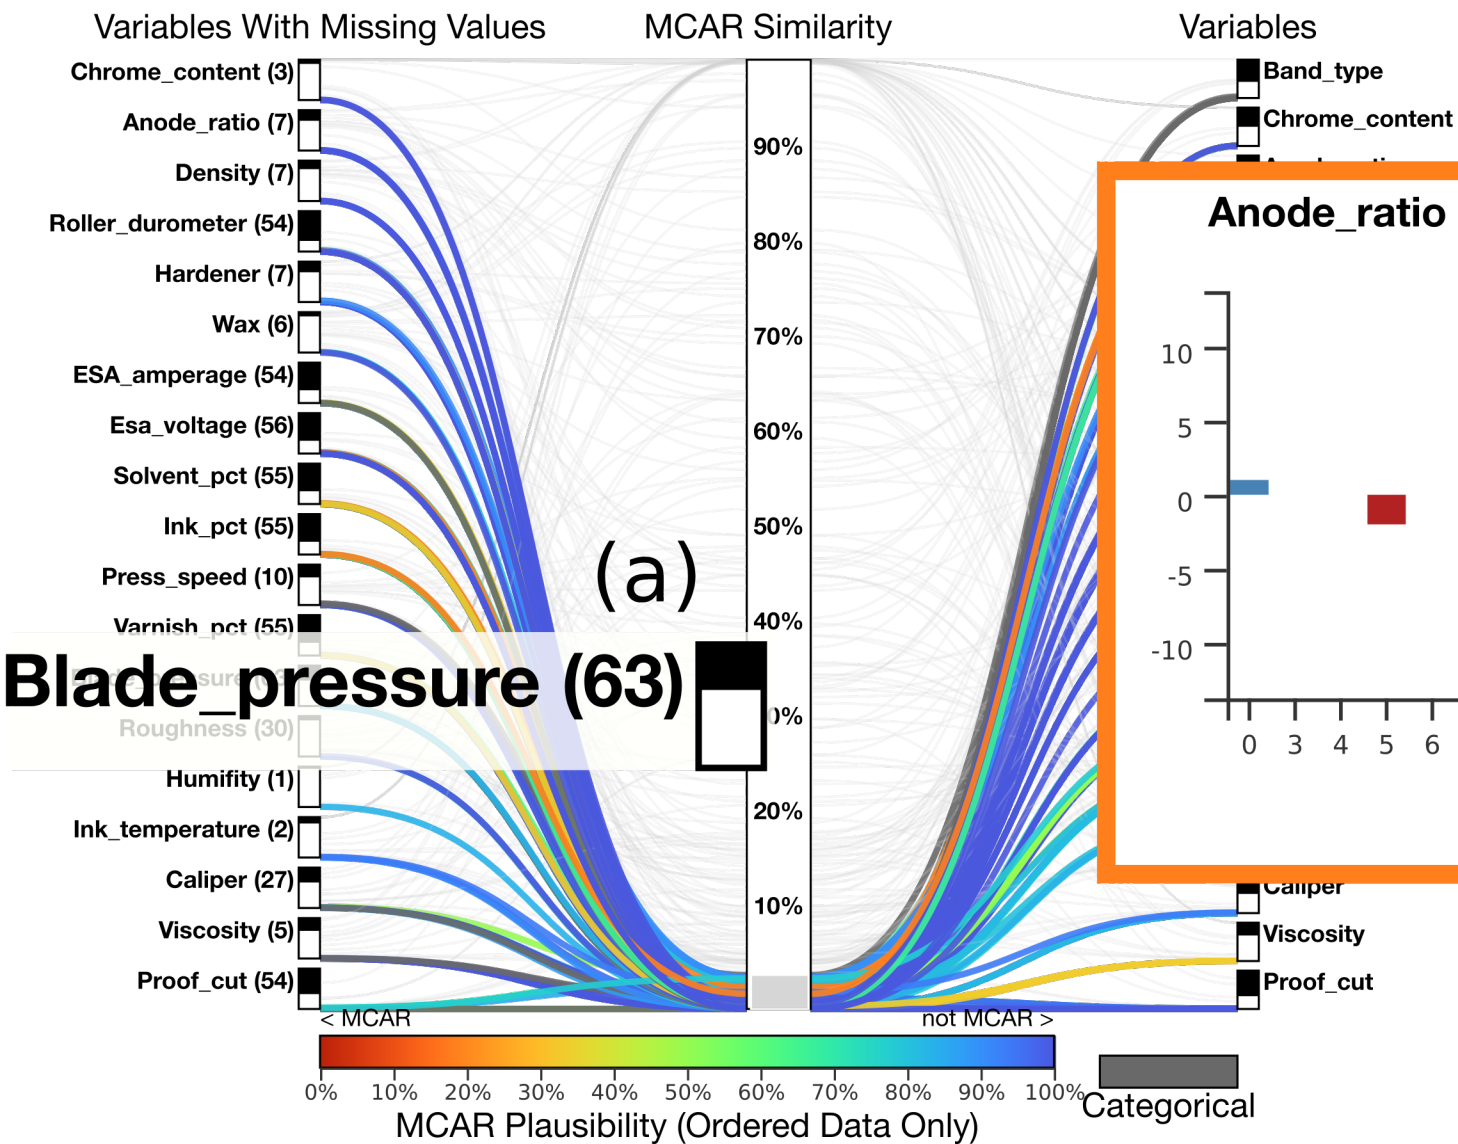 Variables With Missing Values
MCAR Similarity
Variables
Chrome_content (3)
Anode_ratio (7)
Density (7)
Roller_durometer (54)
Hardener (7)
Wax (6)
ESA_amperage (54)
Esa_voltage (56)
Solvent_pct (55)
Ink_pct (55)
Press_speed (10)
Varnish_pct (55)
Blade_pressure (63)
Roughness (30)
Humifity (1)
Ink_temperature (2)
Caliper (27)
Viscosity (5)
Proof_cut (54)
(a)
90%
80%
70%
60%
50%
40%
20%
10%
Band_type
Chrome_content
Anode_ratio
10
5
0
-5
-10
0 3 4 5 6
Caliper
Viscosity
Proof_cut
< MCAR
not MCAR >
0% 10% 20% 30% 40% 50% 60% 70% 80% 90% 100%
MCAR Plausibility (Ordered Data Only)
Categorical